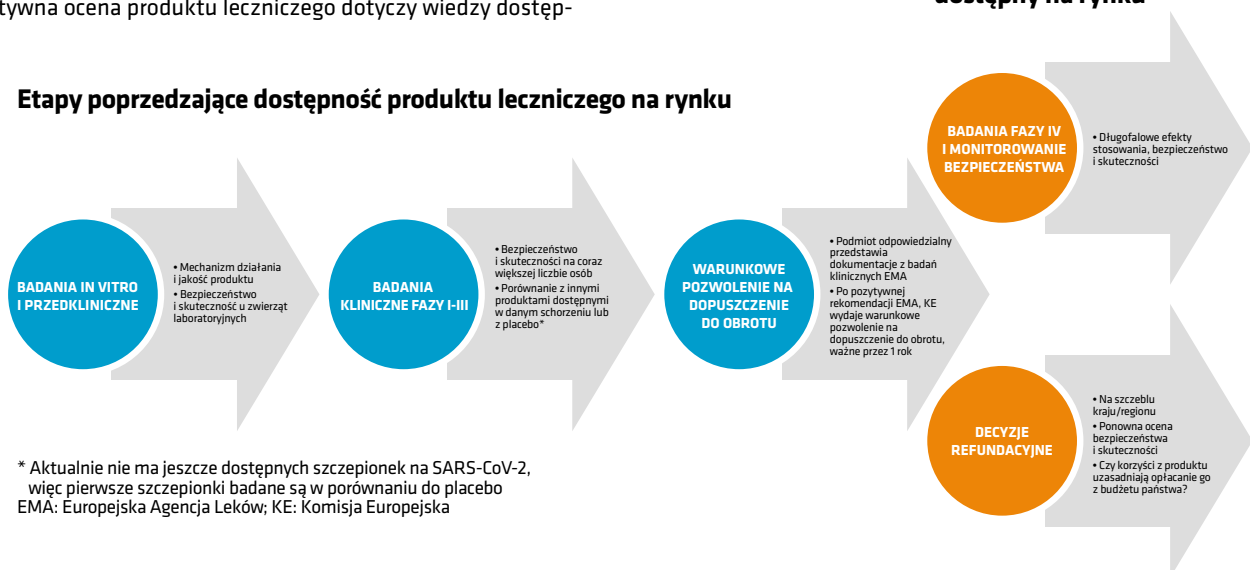 tywna ocena produktu leczniczego dotyczy wiedzy dostęp-
dostępny na rynku
Etapy poprzedzające dostępność produktu leczniczego na rynku
BADANIA IN VITRO
I PRZEDKLINICZNE
• Mechanizm działania
i jakość produktu
• Bezpieczeństwo
i skuteczność u zwierząt
laboratoryjnych
BADANIA
KLINICZNE FAZY I-III
• Bezpieczeństwo
i skuteczności na coraz
większej liczbie osób
• Porównanie z innymi
produktami dostępnymi
w danym schorzeniu lub
z placebo*
WARUNKOWE
POZWOLENIE NA
DOPUSZCZENIE
DO OBROTU
• Podmiot odpowiedzialny
przedstawia
dokumentacje z badań
klinicznych EMA
• Po pozytywnej
rekomendacji EMA, KE
wydaje warunkowe
pozwolenie na
dopuszczenie do obrotu,
ważne przez 1 rok
BADANIA FAZY IV
I MONITOROWANIE
BEZPIECZEŃSTWA
• Długofalowe efekty
stosowania, bezpieczeństwo
i skuteczności
DECYZJE
REFUNDACYJNE
• Na szczeblu
kraju/regionu
• Ponowna ocena
bezpieczeństwa
i skuteczności
• Czy korzyści z produktu
uzasadniają opłacanie go
z budżetu państwa?
* Aktualnie nie ma jeszcze dostępnych szczepionek na SARS-CoV-2,
więc pierwsze szczepionki badane są w porównaniu do placebo
EMA: Europejska Agencja Leków; KE: Komisja Europejska